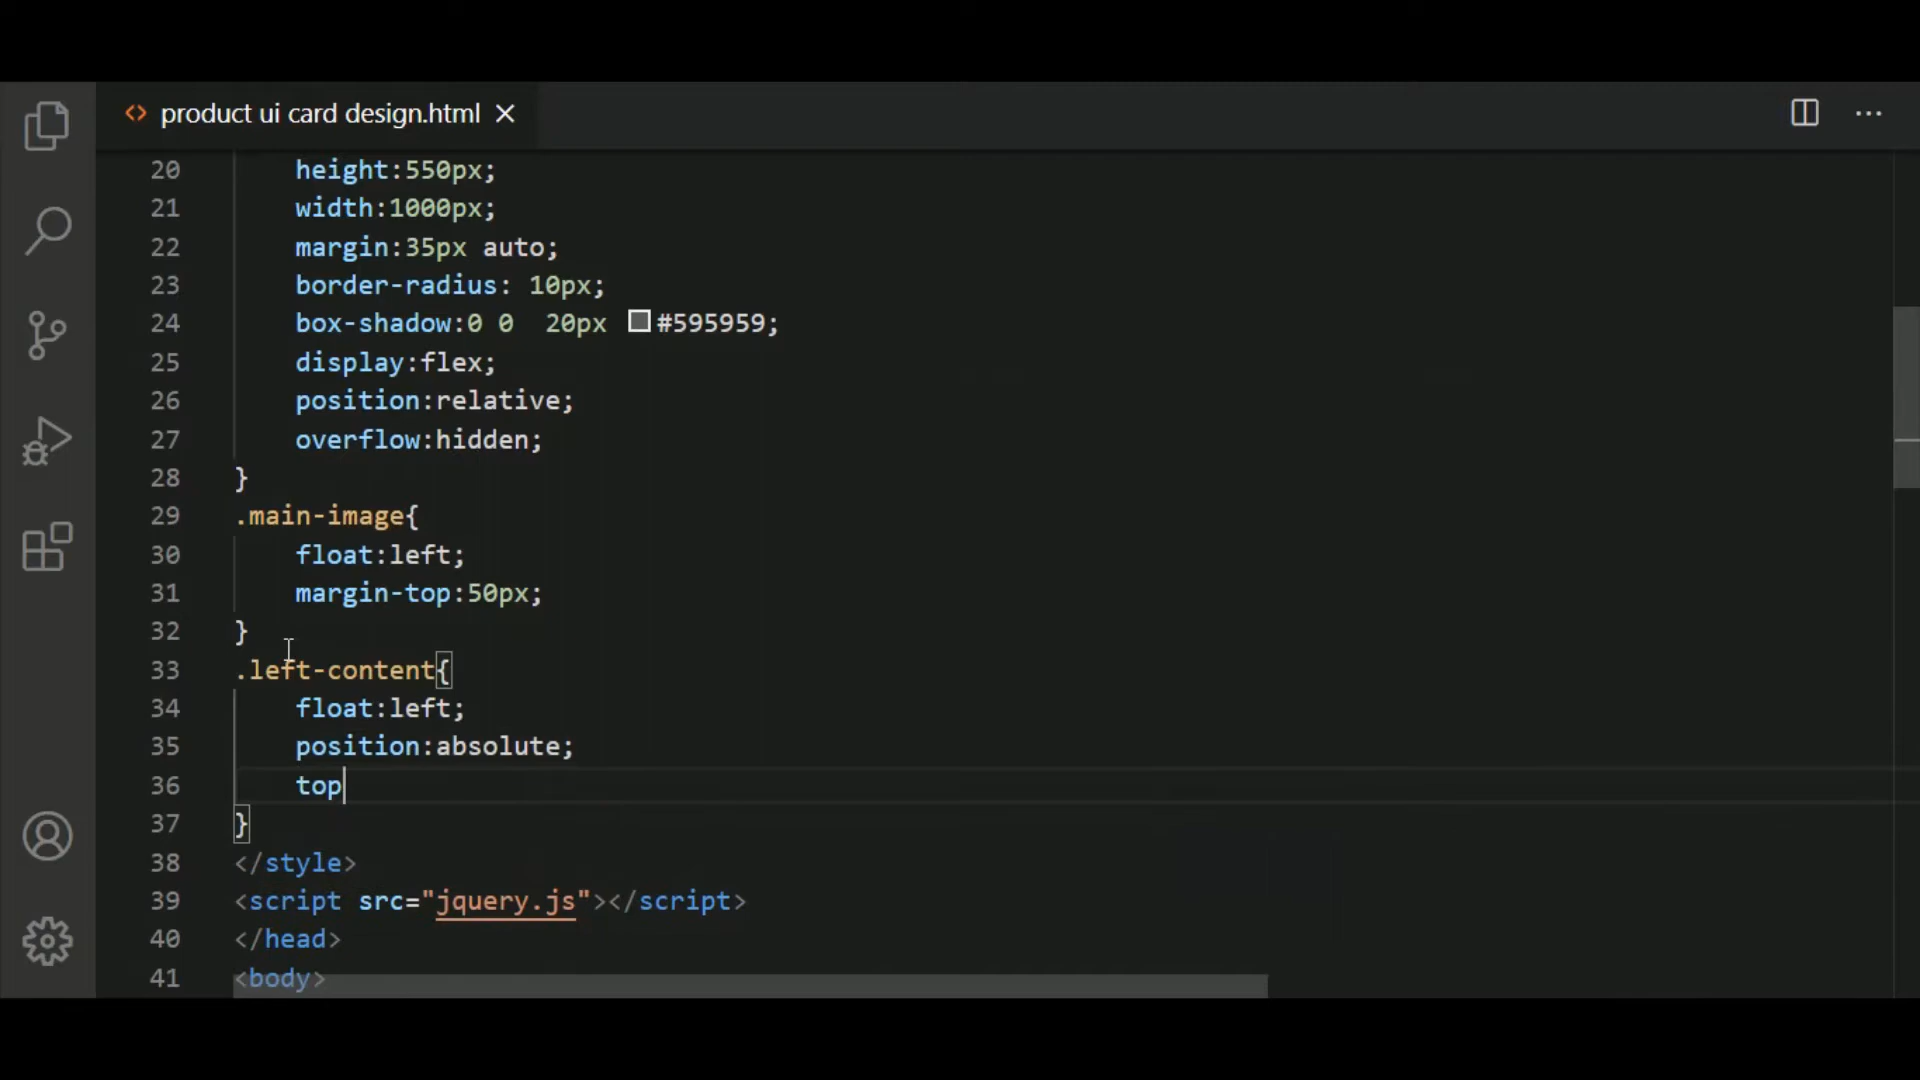 product ui card design.html
20 height:550px;
21 width:1000px;
22 margin:35px auto;
23 border-radius: 10px;
24 box-shadow:0 0  20px #595959;
25 display:flex;
26 position:relative;
27 overflow:hidden;
28 }
29 .main-image{
30 float:left;
31 margin-top:50px;
32 }
33 .left-content{
34 float:left;
35 position:absolute;
36 top
37 }
38 </style>
39 <script src="jquery.js"></script>
40 </head>
41 <body>